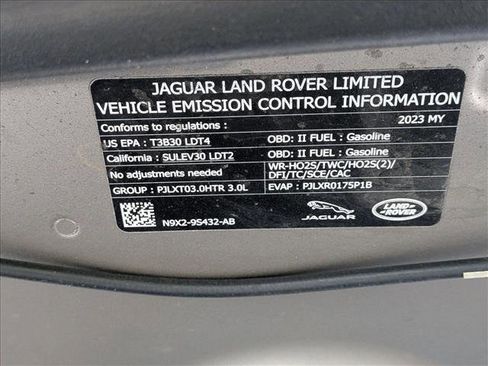 JAGUAR LAND ROVER LIMITED
VEHICLE EMISSION CONTROL INFORMATION
Conforms to regulations : 2023 MY
US EPA : T3B30 LDT4 OBD: II FUEL : Gasoline
California : SULEV30 LDT2 OBD: II FUEL : Gasoline
No adjustments needed WR-HO2S/TWC/HO2S(2)/
DFI/TC/SCE/CAC
GROUP : PJLXT03.0HTR 3.0L EVAP : PJLXR0175P1B
N9X2-9S432-AB
JAGUAR
LAND-
ROVER